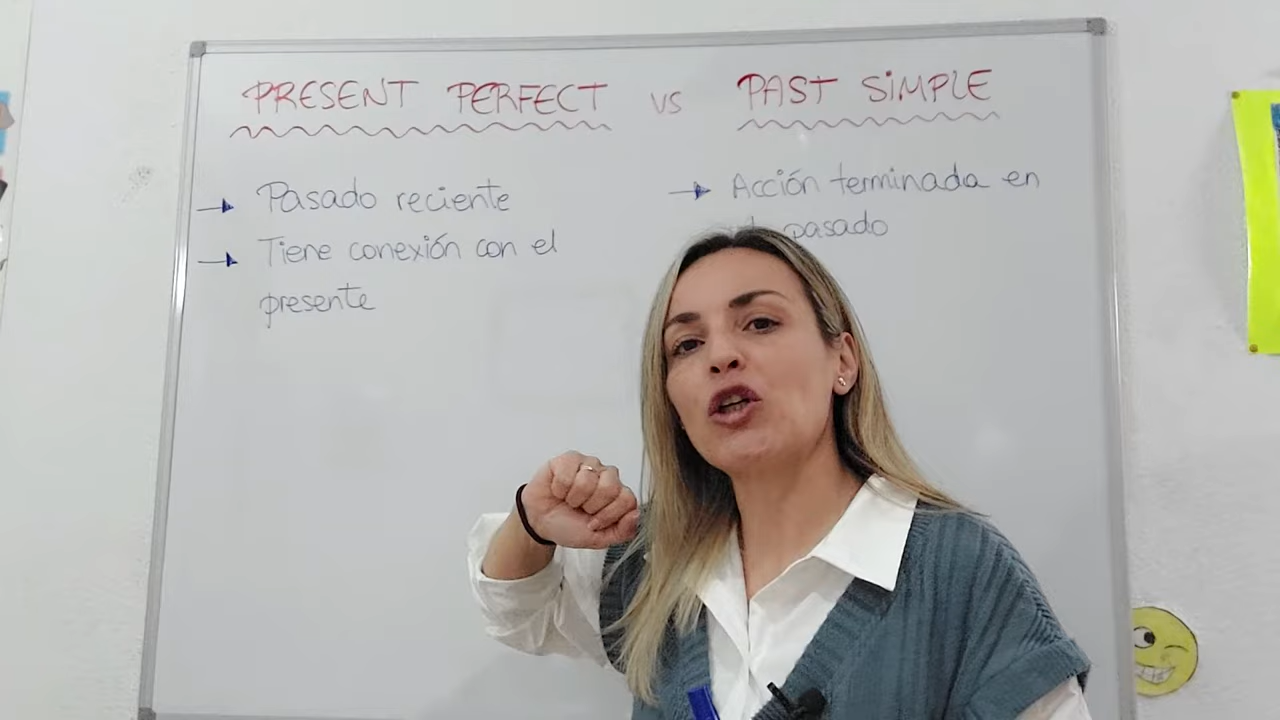 PRESENT PERFECT vs PAST SIMPLE
→ Pasado reciente
→ Tiene conexión con el
presente
→ Acción terminada en
pasado